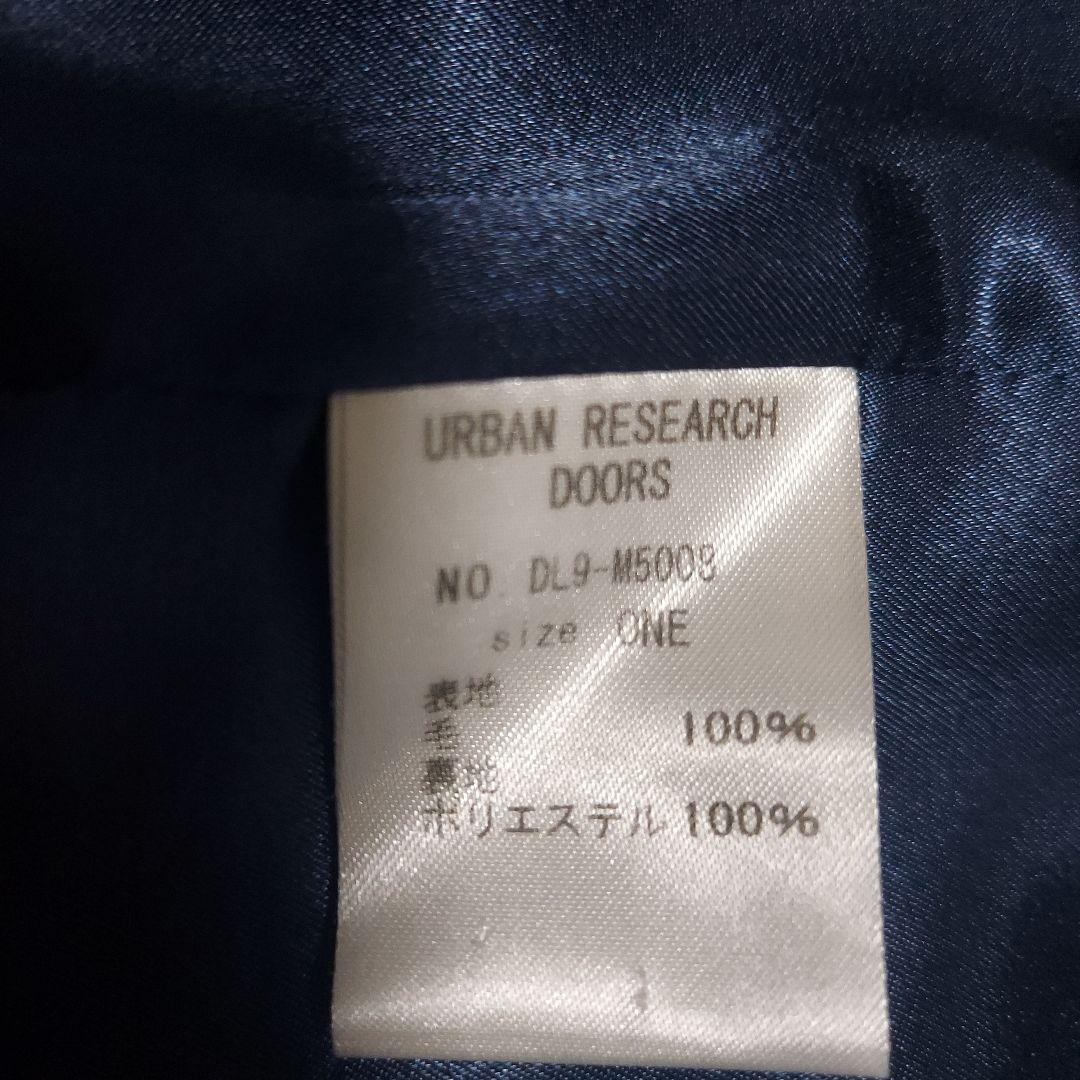 URBAN RESEARCH
DOORS
NO. DL9-M5008
size ONE
表地
毛 100%
裏地
ポリエステル 100%